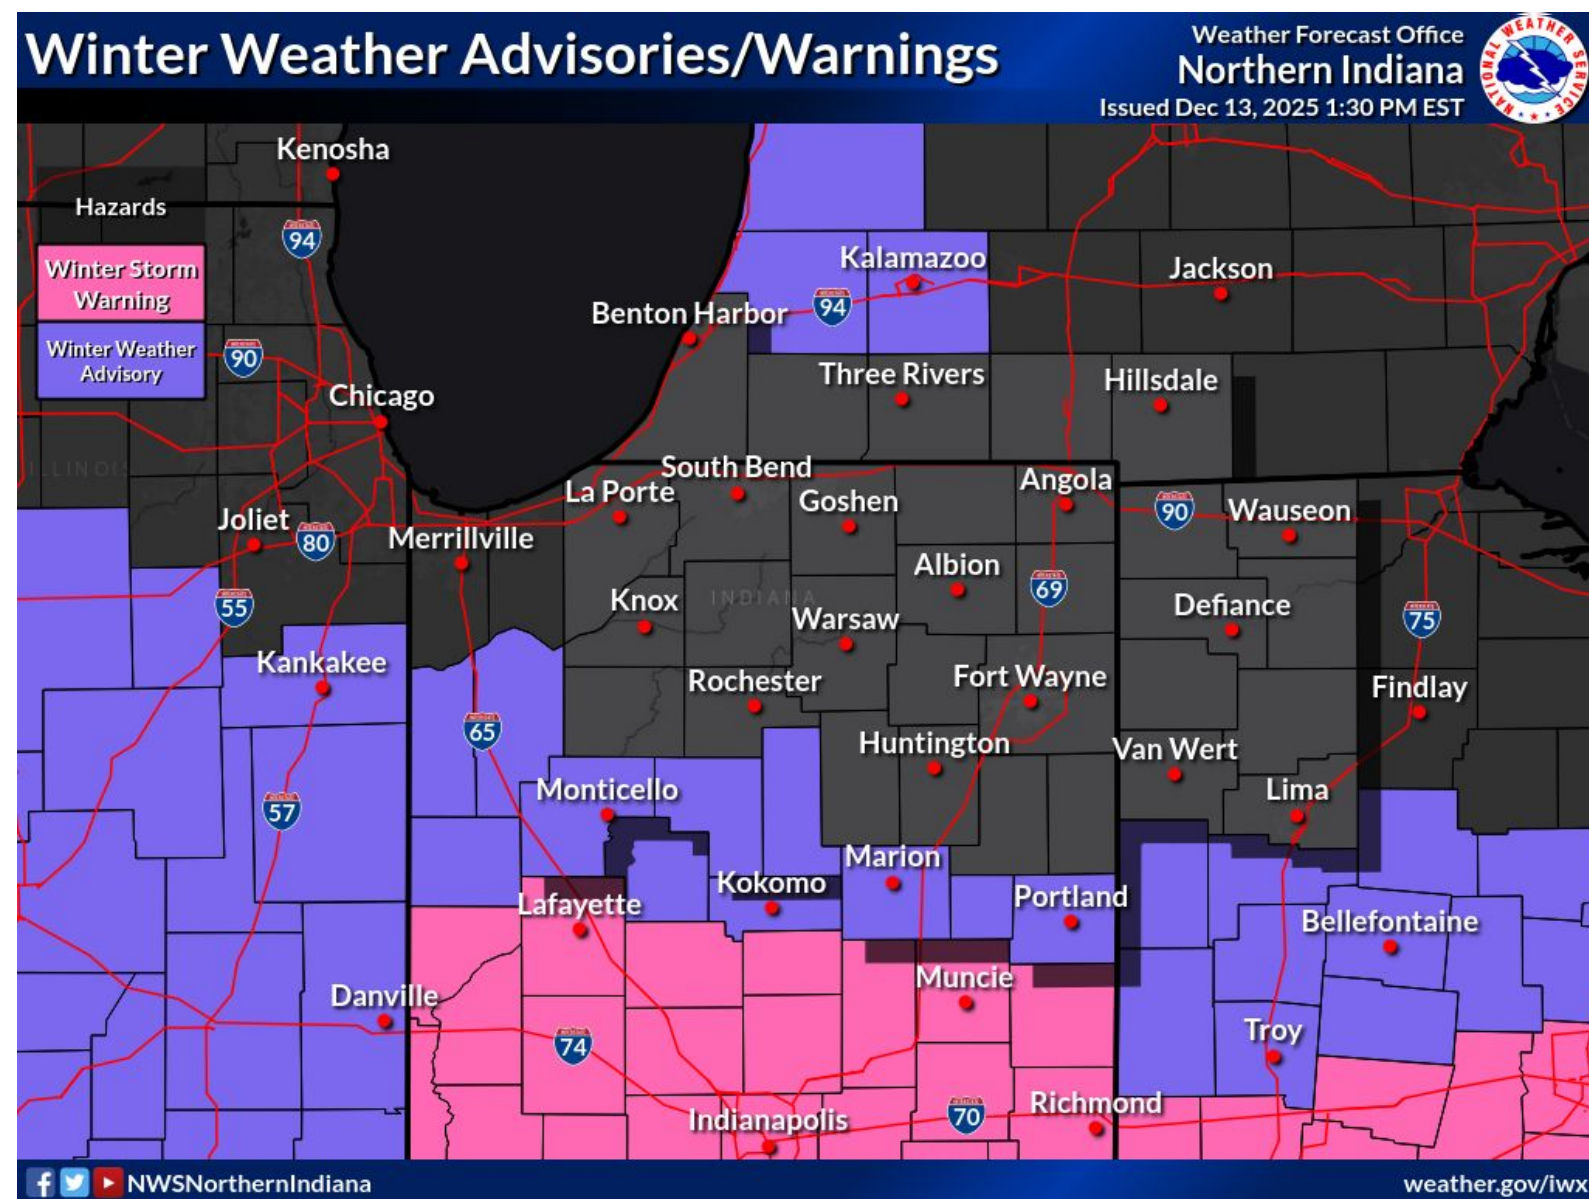 Winter Weather Advisories/Warnings
Weather Forecast Office
Northern Indiana
Issued Dec 13, 2025 1:30 PM EST
NATIONAL WEATHER SERVICE
Hazards
Winter Storm
Warning
Winter Weather
Advisory
Kenosha
94
Kalamazoo
Jackson
Benton Harbor
94
90
Three Rivers
Hillsdale
Chicago
ILLINOIS
South Bend
La Porte
Goshen
Angola
90
Wauseon
Joliet
80
Merrillville
Albion
69
55
Knox
INDIANA
Warsaw
Defiance
75
Kankakee
Rochester
Fort Wayne
Findlay
65
Huntington
Van Wert
57
Monticello
Lima
Marion
Kokomo
Portland
Lafayette
Bellefontaine
Danville
Muncie
74
Troy
Indianapolis
70
Richmond
NWSNorthernIndiana
weather.gov/iwx